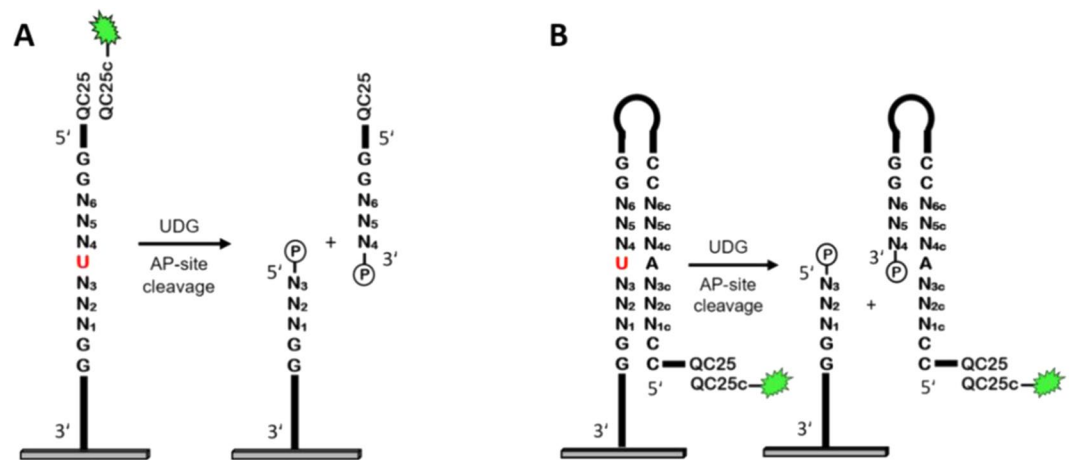 A
QC25
QC25c
5'
G
G
N6
N5
N4
U
N3
N2
N1
G
G
3'
UDG
AP-site
cleavage
P
5'
N3
N2
N1
G
G
3'
+
QC25
5'
G
G
N6
N5
N4
3'
P
B
G C
G C
N6 N6c
N5 N5c
N4 N4c
U A
N3 N3c
N2 N2c
N1 N1c
G C
G C QC25
5' QC25c
3'
UDG
AP-site
cleavage
P
5'
N3
N2
N1
G
G
3'
+
G C
G C
N6 N6c
N5 N5c
N4 N4c
3' P A
N3c
N2c
N1c
C
C QC25
5' QC25c